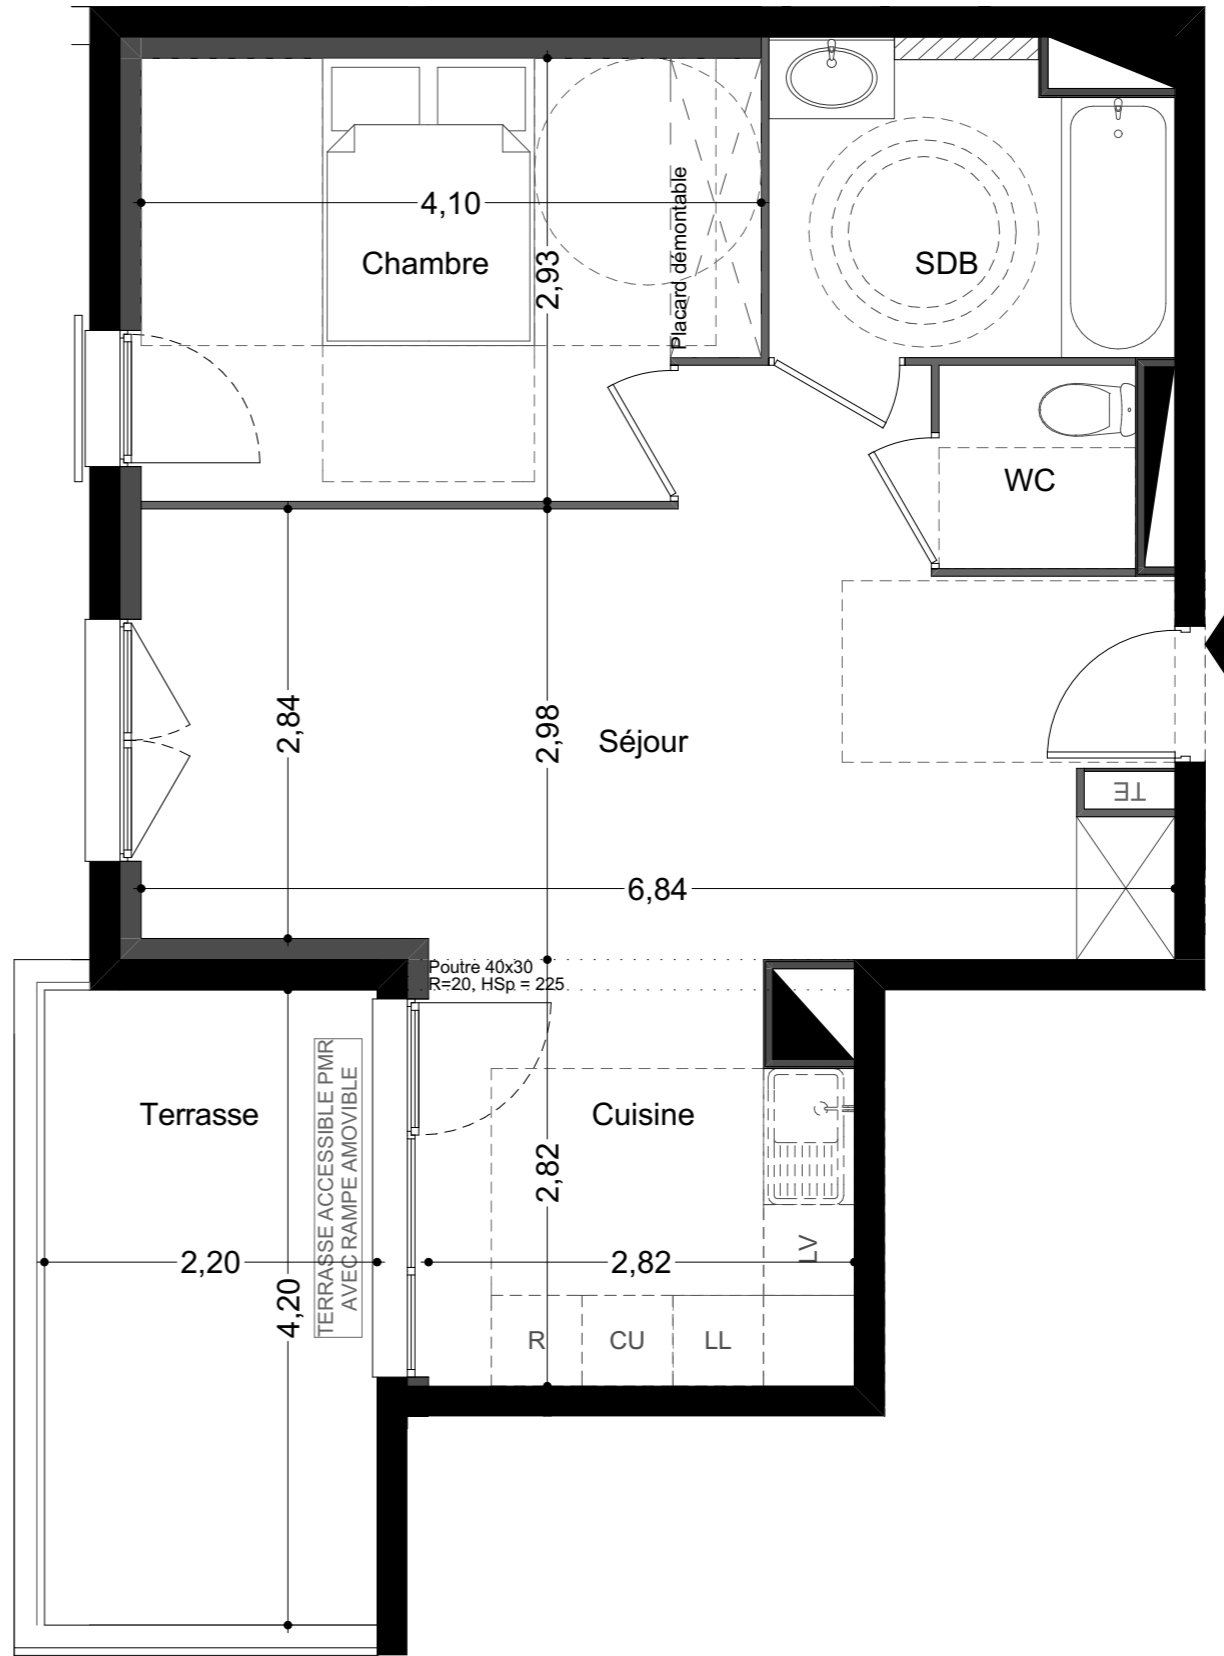 4,10
Chambre
2,93
Placard démontable
SDB
WC
2,84
2,98
Séjour
TE
6,84
Poutre 40x30
R=20, HSp = 225
Terrasse
TERRASSE ACCESSIBLE PMR
AVEC RAMPE AMOVIBLE
Cuisine
2,82
2,20
2,82
LV
4,20
R
CU
LL